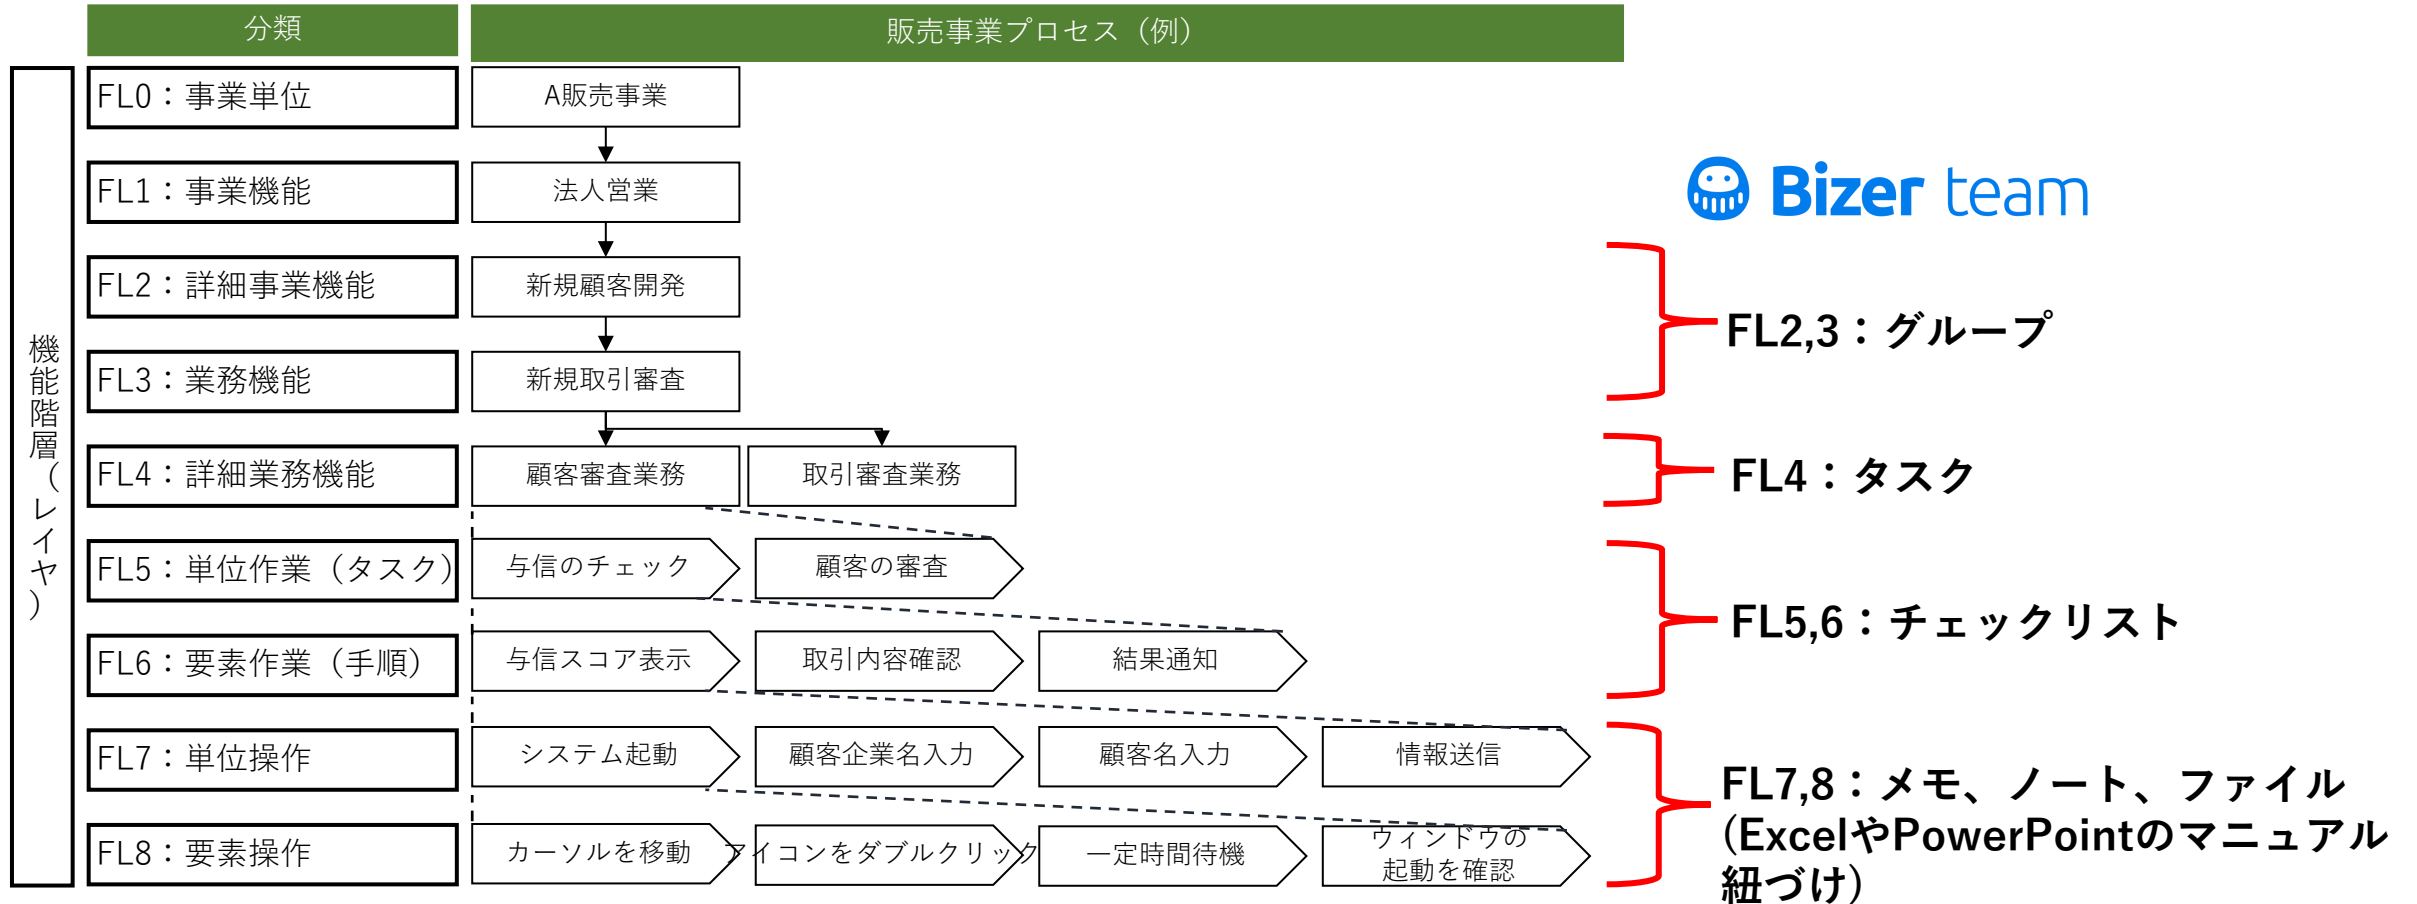 分類
販売事業プロセス（例）
機能階層（レイヤ）
FL0：事業単位
A販売事業
FL1：事業機能
法人営業
Bizer team
FL2：詳細事業機能
新規顧客開発
FL2,3：グループ
FL3：業務機能
新規取引審査
FL4：詳細業務機能
顧客審査業務
取引審査業務
FL4：タスク
FL5：単位作業（タスク）
与信のチェック
顧客の審査
FL5,6：チェックリスト
FL6：要素作業（手順）
与信スコア表示
取引内容確認
結果通知
FL7：単位操作
システム起動
顧客企業名入力
顧客名入力
情報送信
FL7,8：メモ、ノート、ファイル
(ExcelやPowerPointのマニュアル
紐づけ)
FL8：要素操作
カーソルを移動
アイコンをダブルクリック
一定時間待機
ウィンドウの
起動を確認